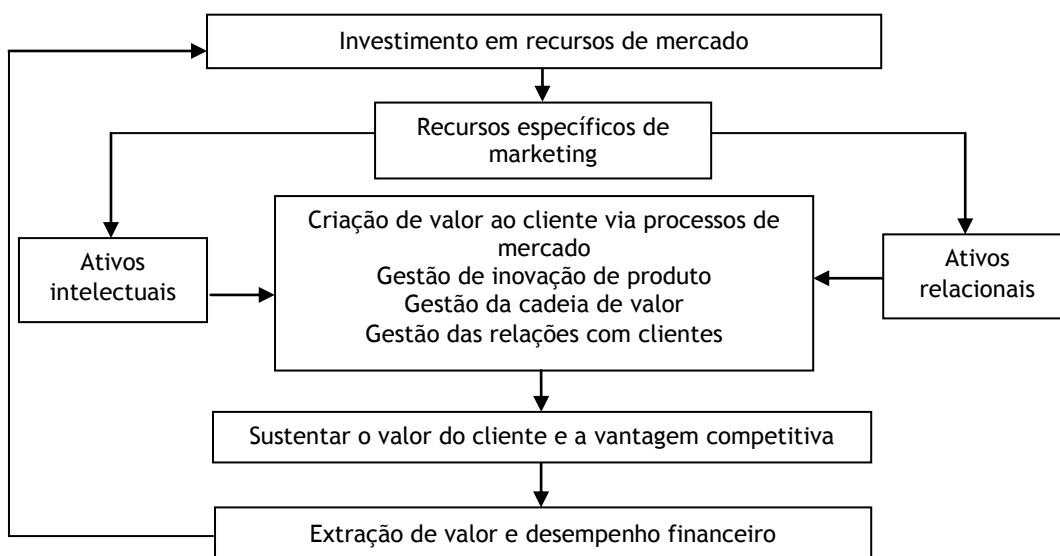 Investimento em recursos de mercado
Recursos específicos de
marketing
Criação de valor ao cliente via processos de
mercado
Gestão de inovação de produto
Gestão da cadeia de valor
Gestão das relações com clientes
Ativos
intelectuais
Ativos
relacionais
Sustentar o valor do cliente e a vantagem competitiva
Extração de valor e desempenho financeiro